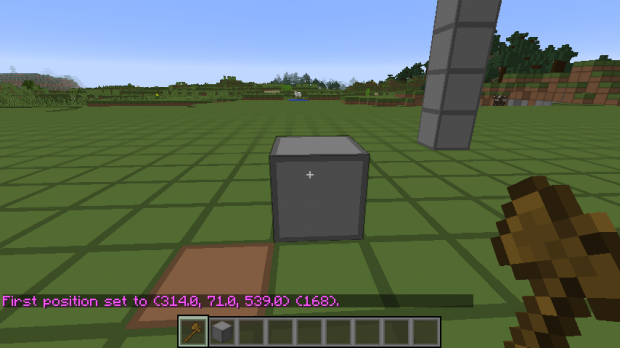 First position set to (314.0, 71.0, 539.0) (168).